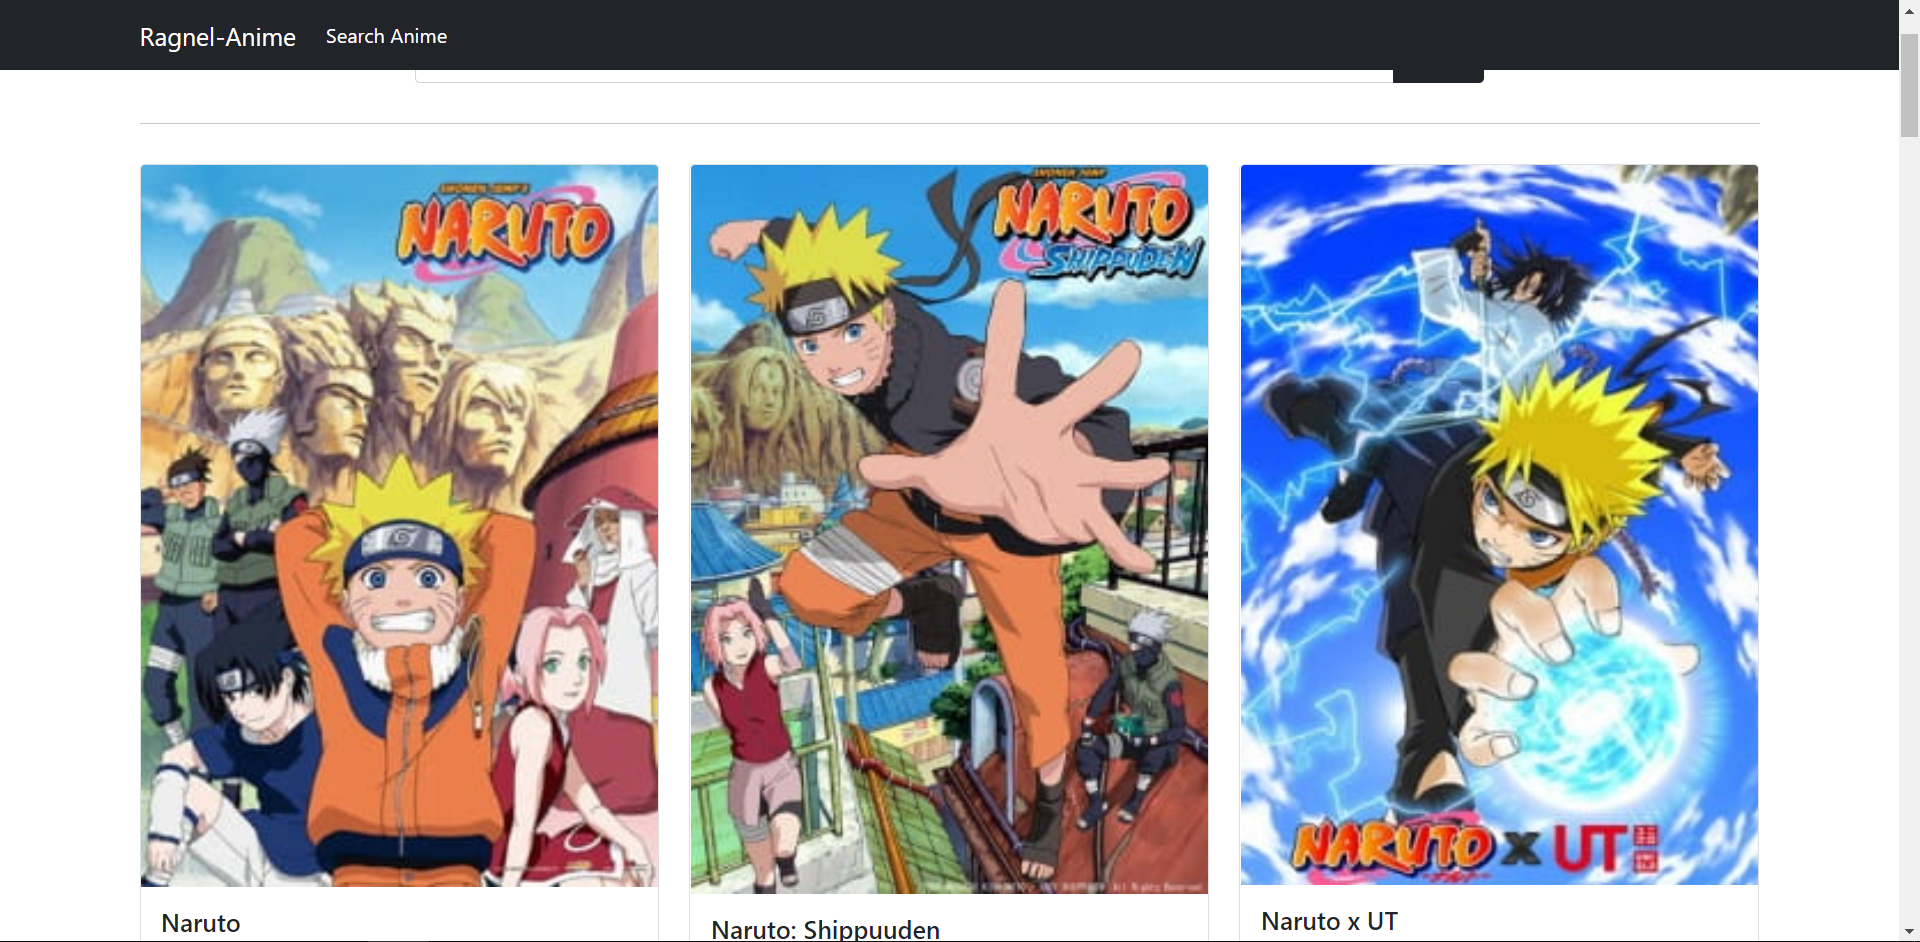 Ragnel-Anime Search Anime
SHONEN JUMP'S
NARUTO
SHONEN JUMP
NARUTO
SHIPPUDEN
NARUTO X UT
Naruto
Naruto: Shippuuden
Naruto x UT